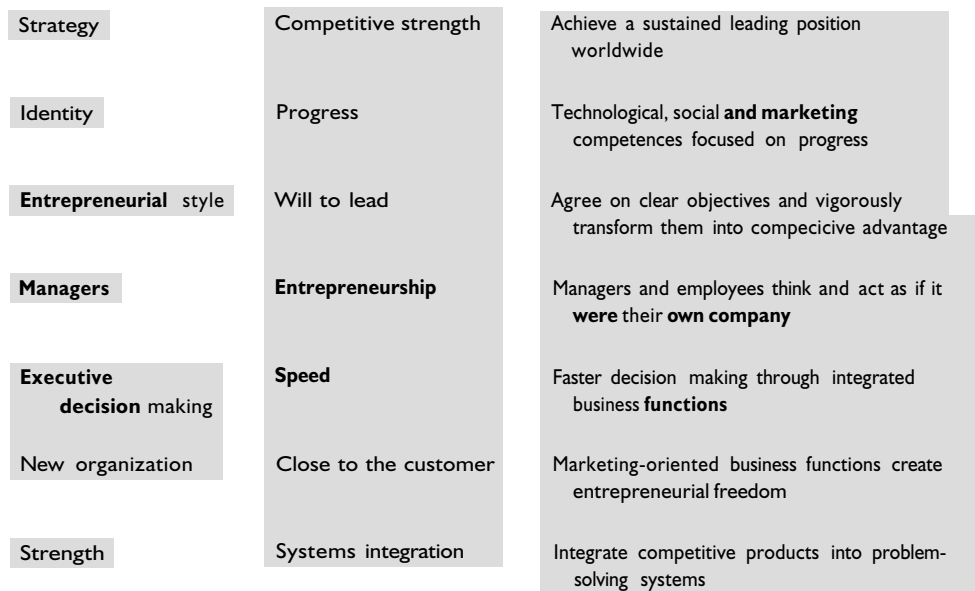 Strategy Competitive strength Achieve a sustained leading position
worldwide
Identity Progress Technological, social and marketing
competences focused on progress
Entrepreneurial style Will to lead Agree on clear objectives and vigorously
transform them into compecicive advantage
Managers Entrepreneurship Managers and employees think and act as if it
were their own company
Executive Speed Faster decision making through integrated
decision making business functions
New organization Close to the customer Marketing-oriented business functions create
entrepreneurial freedom
Strength Systems integration Integrate competitive products into problem-
solving systems